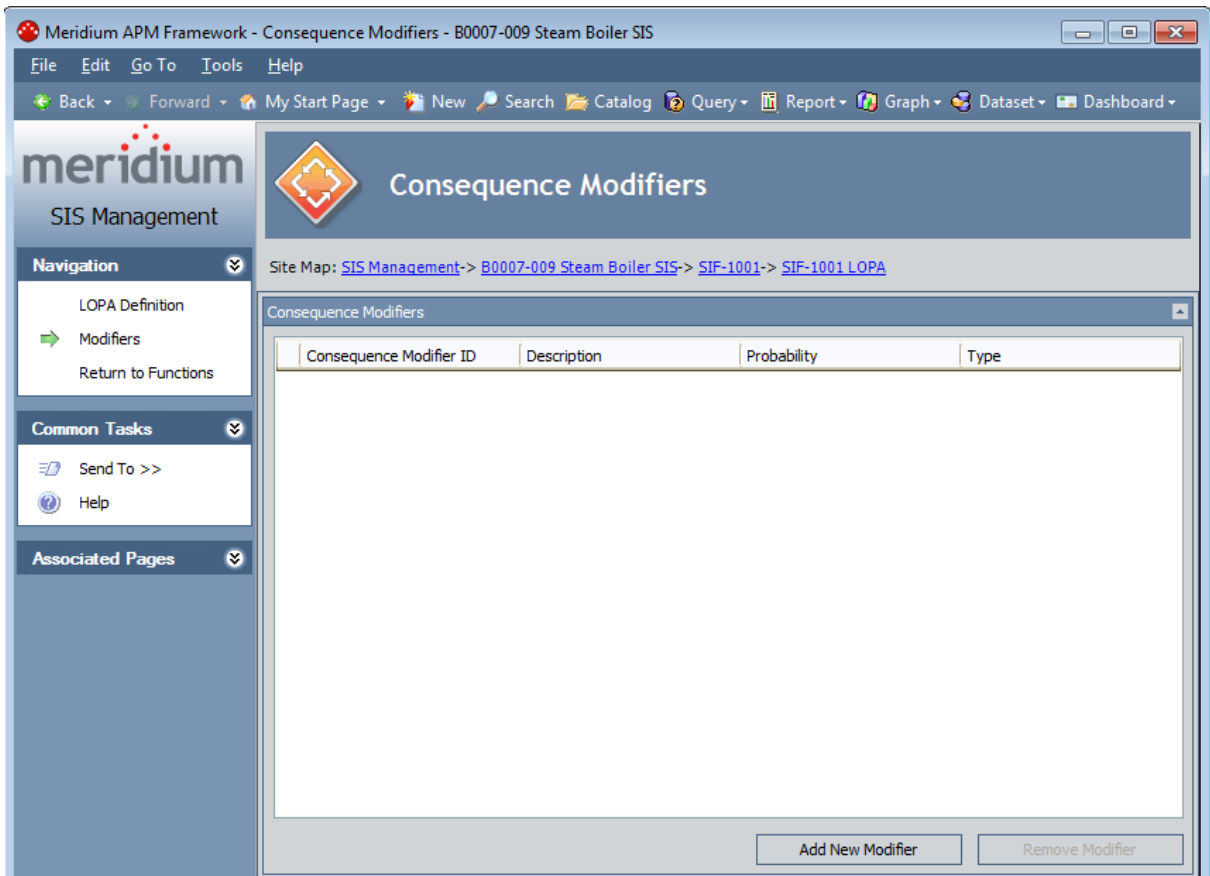 Meridium APM Framework - Consequence Modifiers - B0007-009 Steam Boiler SIS
File Edit Go To Tools Help
Back Forward My Start Page New Search Catalog Query Report Graph Dataset Dashboard
meridium
SIS Management
Consequence Modifiers
Navigation
LOPA Definition
Modifiers
Return to Functions
Common Tasks
Send To >>
Help
Associated Pages
Site Map: SIS Management-> B0007-009 Steam Boiler SIS-> SIF-1001-> SIF-1001 LOPA
Consequence Modifiers
Consequence Modifier ID Description Probability Type
Add New Modifier Remove Modifier